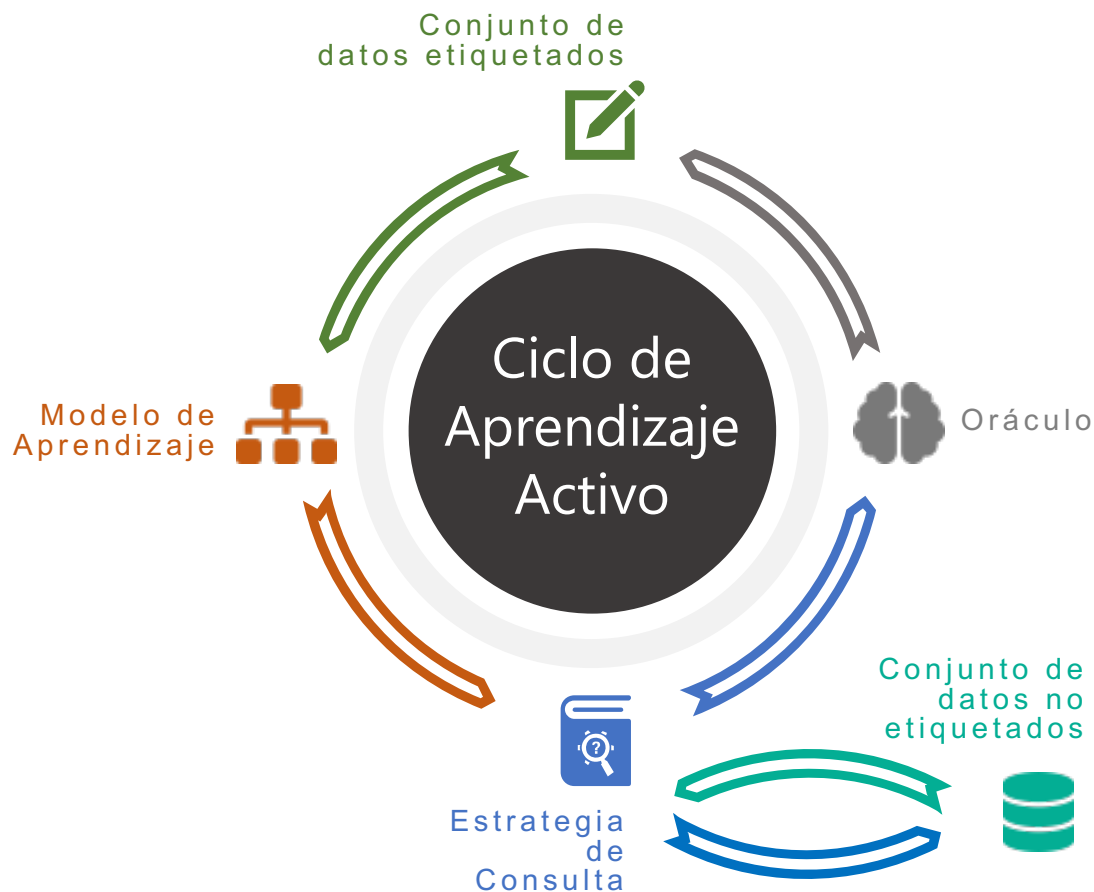 Conjunto de
datos etiquetados
Ciclo de
Aprendizaje
Activo
Modelo de
Aprendizaje
Oráculo
Conjunto de
datos no
etiquetados
?
Estrategia
de
Consulta